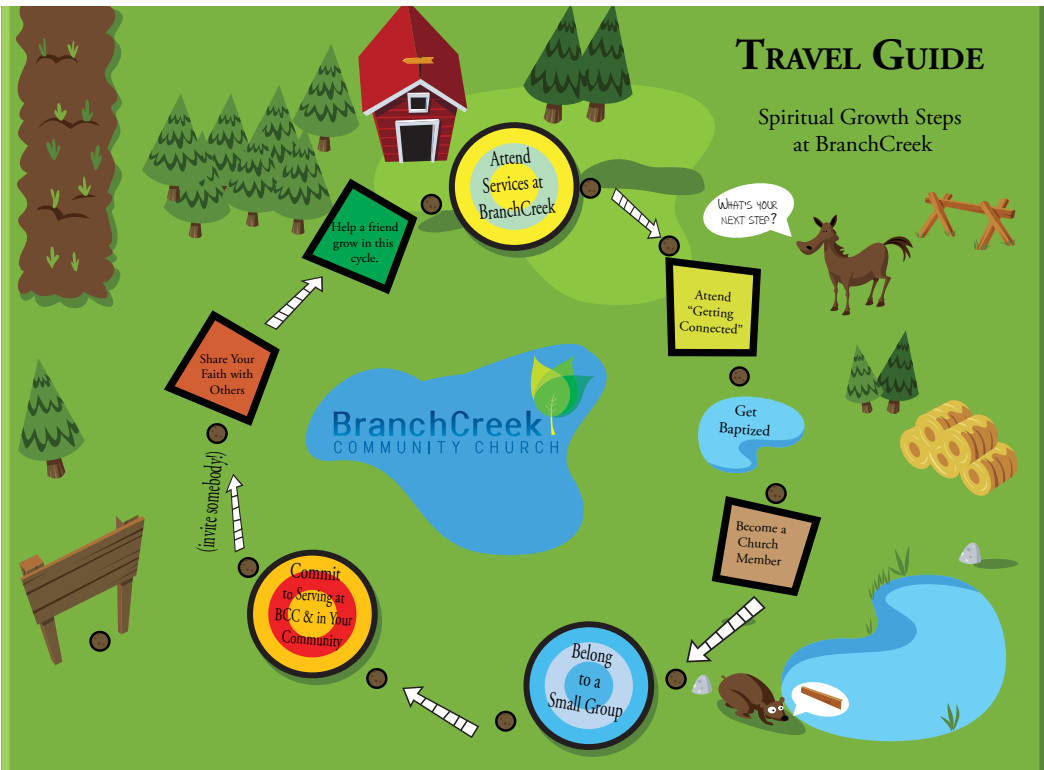 TRAVEL GUIDE
Spiritual Growth Steps
at BranchCreek
Attend
Services at
BranchCreek
WHAT'S YOUR
NEXT STEP?
Attend
“Getting
Connected”
Get
Baptized
Become a
Church
Member
Belong
to a
Small Group
Commit
to Serving at
BCC & in Your
Community
(invite somebody!)
Share Your
Faith with
Others
Help a friend
grow in this
cycle.
BranchCreek
COMMUNITY CHURCH